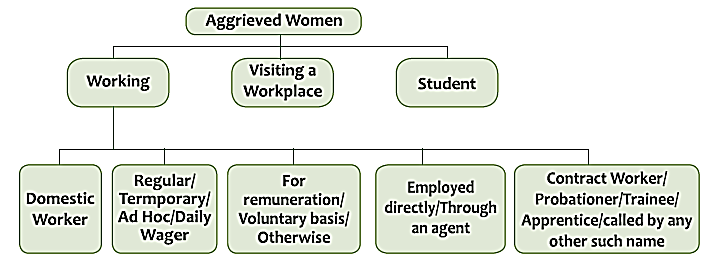 Aggrieved Women
Working
Visiting a
Workplace
Student
Domestic
Worker
Regular/
Termporary/
Ad Hoc/Daily
Wager
For
remuneration/
Voluntary basis/
Otherwise
Employed
directly/Through
an agent
Contract Worker/
Probationer/Trainee/
Apprentice/called by any
other such name